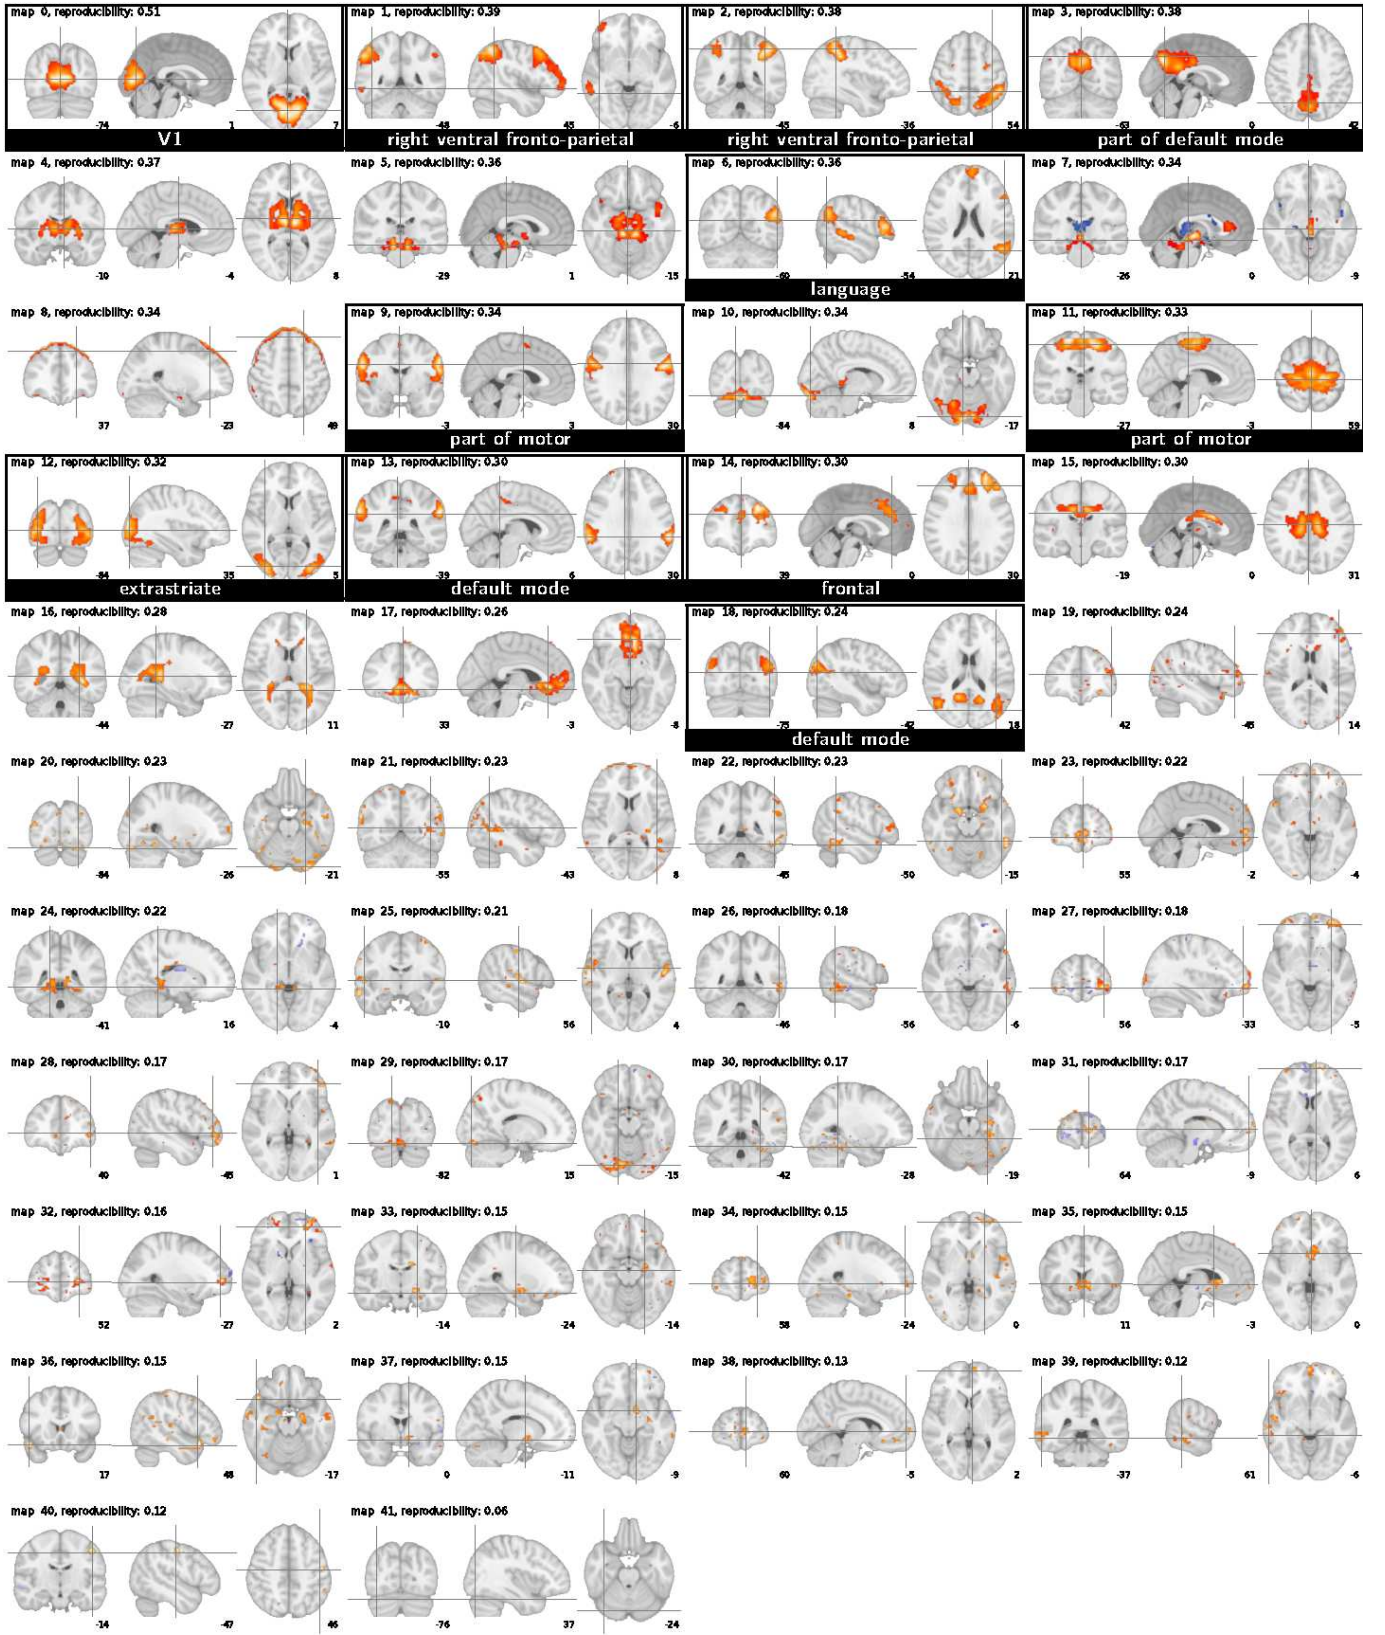 map 0, reproducibility: 0.51
-74 1 7
V1
map 1, reproducibility: 0.39
-48 45 -6
right ventral fronto-parietal
map 2, reproducibility: 0.38
-45 -36 54
right ventral fronto-parietal
map 3, reproducibility: 0.38
-63 0 42
part of default mode
map 4, reproducibility: 0.37
-10 -4 8
map 5, reproducibility: 0.36
-29 1 -15
map 6, reproducibility: 0.36
-60 -54 21
language
map 7, reproducibility: 0.34
-26 0 -9
map 8, reproducibility: 0.34
37 -23 49
map 9, reproducibility: 0.34
-9 3 30
part of motor
map 10, reproducibility: 0.34
-84 8 -17
map 11, reproducibility: 0.33
-27 -3 59
part of motor
map 12, reproducibility: 0.32
-84 35 5
extrastriate
map 13, reproducibility: 0.30
-39 6 30
default mode
map 14, reproducibility: 0.30
39 0 30
frontal
map 15, reproducibility: 0.30
-19 0 31
map 16, reproducibility: 0.28
-44 -27 11
map 17, reproducibility: 0.26
33 -3 -8
map 18, reproducibility: 0.24
-75 -42 18
default mode
map 19, reproducibility: 0.24
42 -45 14
map 20, reproducibility: 0.23
-84 -26 -21
map 21, reproducibility: 0.23
-55 -43 8
map 22, reproducibility: 0.23
-45 -50 -15
map 23, reproducibility: 0.22
55 -2 -4
map 24, reproducibility: 0.22
-41 16 -4
map 25, reproducibility: 0.21
-10 56 4
map 26, reproducibility: 0.18
-46 -56 -6
map 27, reproducibility: 0.18
56 -33 -5
map 28, reproducibility: 0.17
40 -45 1
map 29, reproducibility: 0.17
-82 15 -15
map 30, reproducibility: 0.17
-42 -28 -19
map 31, reproducibility: 0.17
64 -9 6
map 32, reproducibility: 0.16
52 -27 2
map 33, reproducibility: 0.15
-14 -24 -14
map 34, reproducibility: 0.15
58 -24 0
map 35, reproducibility: 0.15
11 -3 0
map 36, reproducibility: 0.15
17 48 -17
map 37, reproducibility: 0.15
0 -11 -9
map 38, reproducibility: 0.13
60 -5 2
map 39, reproducibility: 0.12
-37 61 -6
map 40, reproducibility: 0.12
-14 -47 46
map 41, reproducibility: 0.06
-76 37 -24